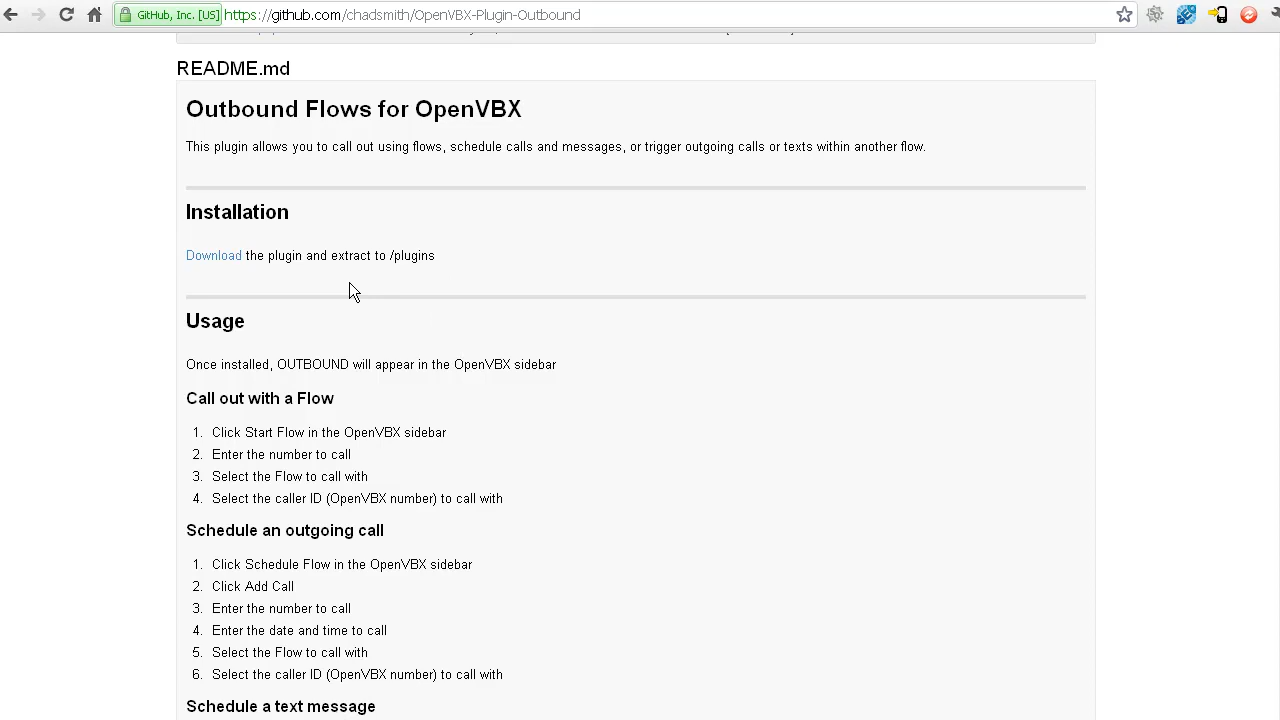 GitHub, Inc. [US] https://github.com/chadsmith/OpenVBX-Plugin-Outbound
README.md
Outbound Flows for OpenVBX
This plugin allows you to call out using flows, schedule calls and messages, or trigger outgoing calls or texts within another flow.
Installation
Download the plugin and extract to /plugins
Usage
Once installed, OUTBOUND will appear in the OpenVBX sidebar
Call out with a Flow
1. Click Start Flow in the OpenVBX sidebar
2. Enter the number to call
3. Select the Flow to call with
4. Select the caller ID (OpenVBX number) to call with
Schedule an outgoing call
1. Click Schedule Flow in the OpenVBX sidebar
2. Click Add Call
3. Enter the number to call
4. Enter the date and time to call
5. Select the Flow to call with
6. Select the caller ID (OpenVBX number) to call with
Schedule a text message